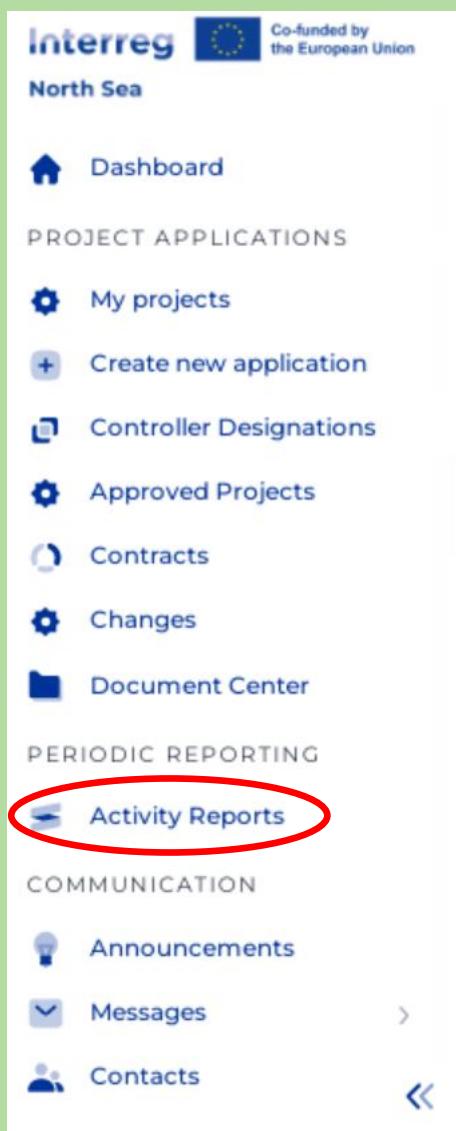 Interreg
Co-funded by
the European Union
North Sea
Dashboard
PROJECT APPLICATIONS
My projects
Create new application
Controller Designations
Approved Projects
Contracts
Changes
Document Center
PERIODIC REPORTING
Activity Reports
COMMUNICATION
Announcements
Messages
Contacts